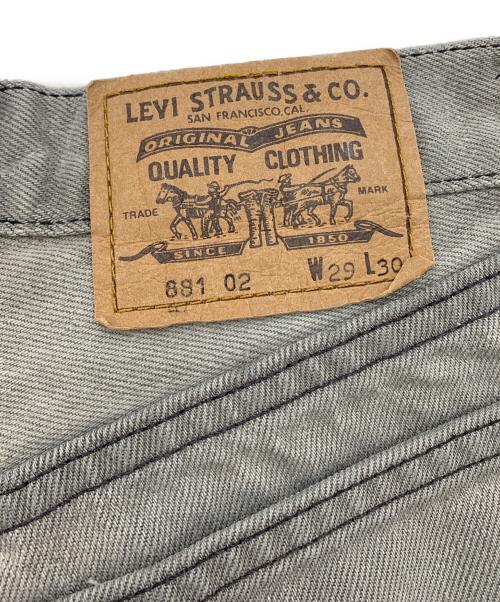 LEVI STRAUSS & CO.
SAN FRANCISCO, CAL.
ORIGINAL JEANS
QUALITY CLOTHING
TRADE MARK
SINCE 1850
881 02 W29 L30